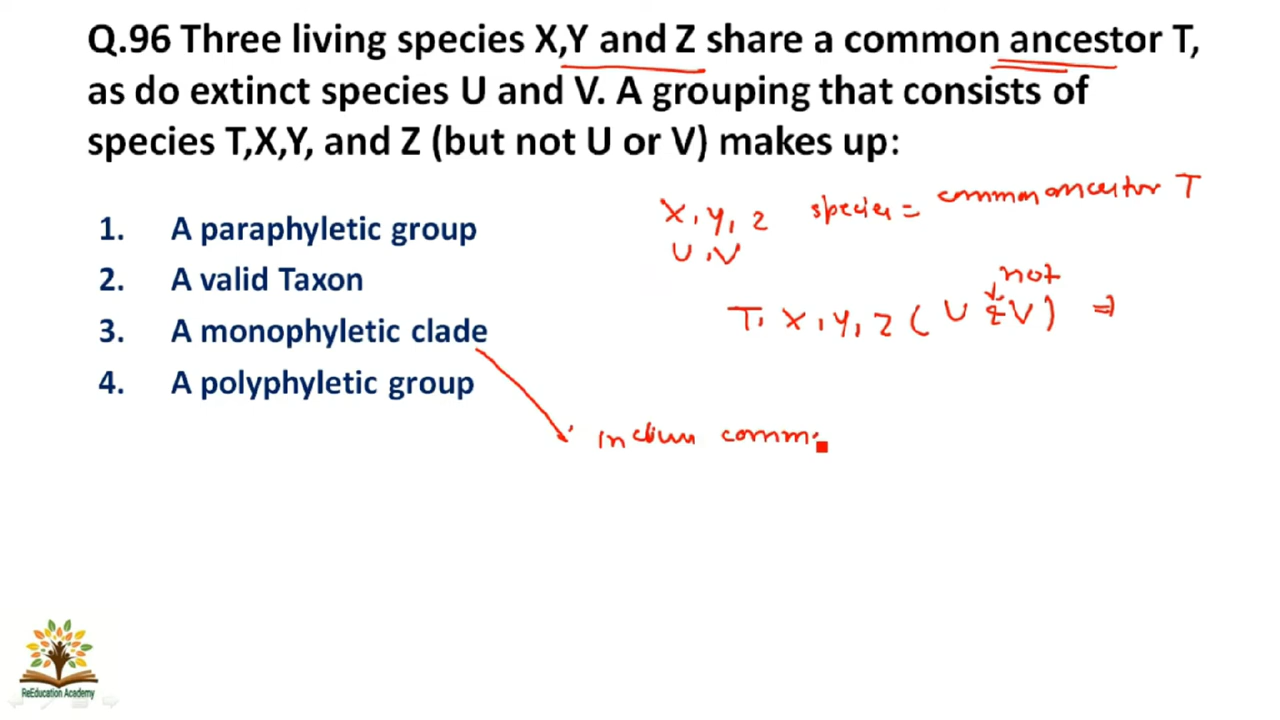 Q.96 Three living species X,Y and Z share a common ancestor T,
as do extinct species U and V. A grouping that consists of
species T,X,Y, and Z (but not U or V) makes up:
1. A paraphyletic group
2. A valid Taxon
3. A monophyletic clade
4. A polyphyletic group
X, Y, Z species = common ancestor T
U, V
not
T, X, Y, Z ( U & V ) ⇒
comm
ReEducation Academy